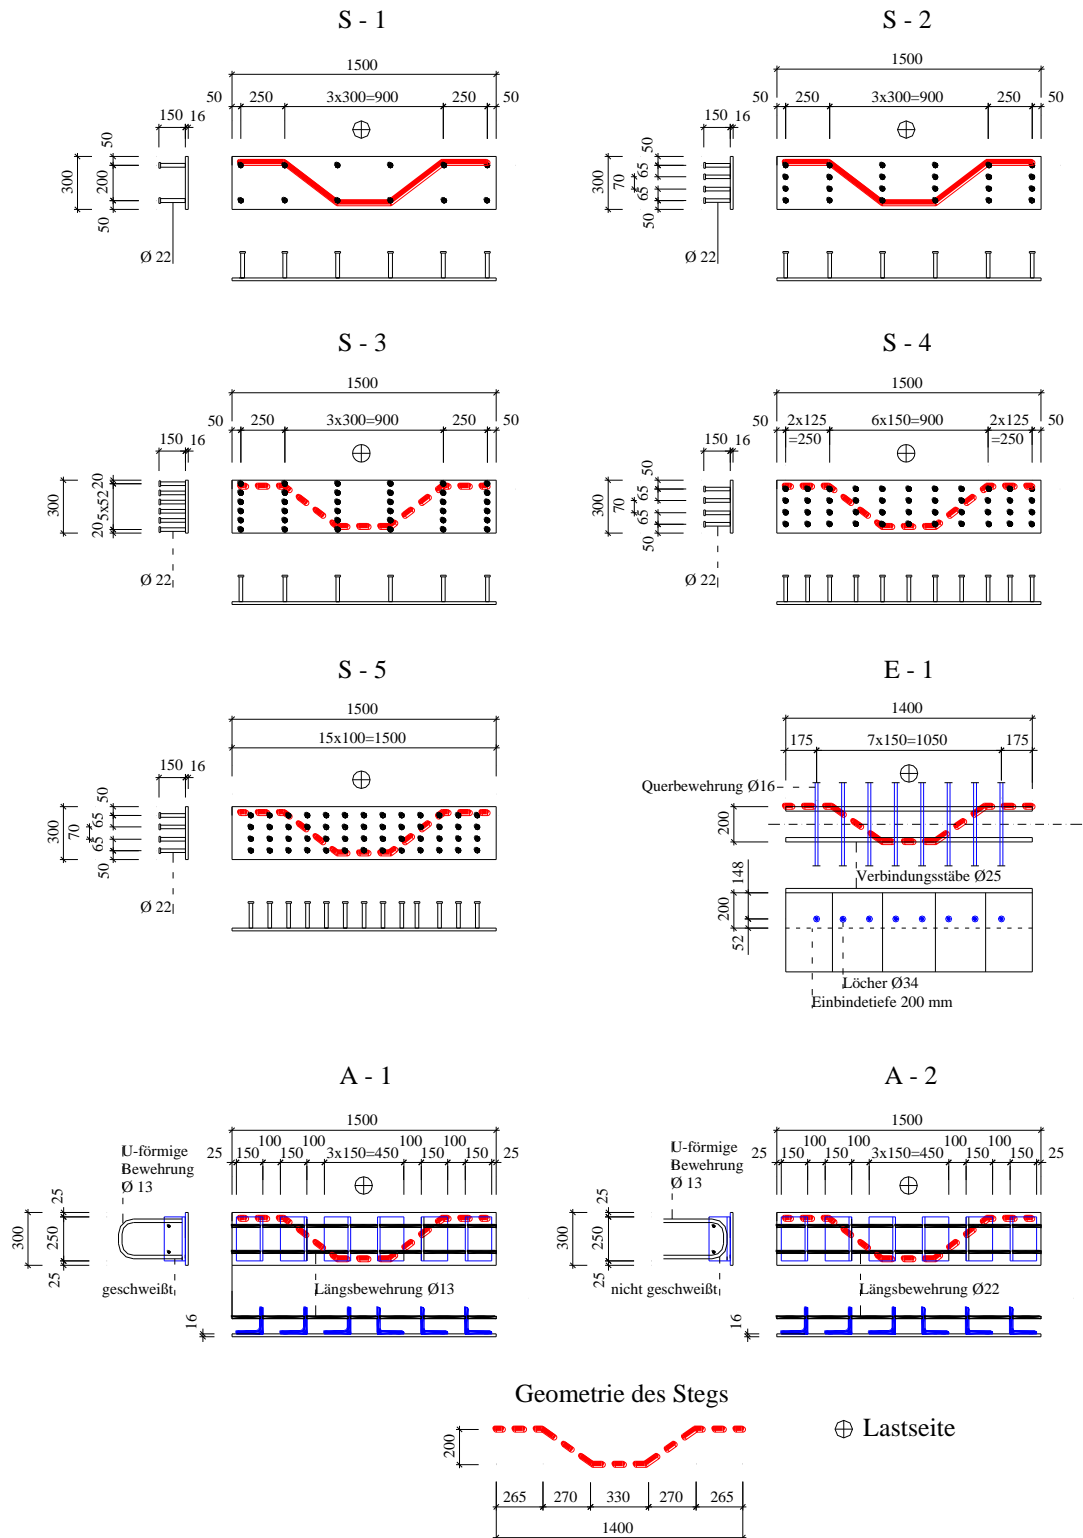 S - 1
1500
50 250 3x300=900 250 50
150 16
50
300 200
50
Ø 22
S - 2
1500
50 250 3x300=900 250 50
150 16
50
300 70 65
65
50
Ø 22
S - 3
1500
50 250 3x300=900 250 50
150 16
20
300 5x52
20
Ø 22
S - 4
1500
50 2x125 6x150=900 2x125 50
=250 =250
150 16
50
300 70 65
65
50
Ø 22
S - 5
1500
15x100=1500
150 16
50
300 70 65
65
50
Ø 22
E - 1
1400
175 7x150=1050 175
Querbewehrung Ø16
200
Verbindungsstäbe Ø25
148
200
52
Löcher Ø34
Einbindetiefe 200 mm
A - 1
1500
100 100 100 100
25 150 150 3x150=450 150 150 25
U-förmige
Bewehrung
Ø 13
25
300 250
25
geschweißt
Längsbewehrung Ø13
16
A - 2
1500
100 100 100 100
25 150 150 3x150=450 150 150 25
U-förmige
Bewehrung
Ø 13
25
300 250
25
nicht geschweißt
Längsbewehrung Ø22
16
Geometrie des Stegs
200
265 270 330 270 265
1400
Lastseite